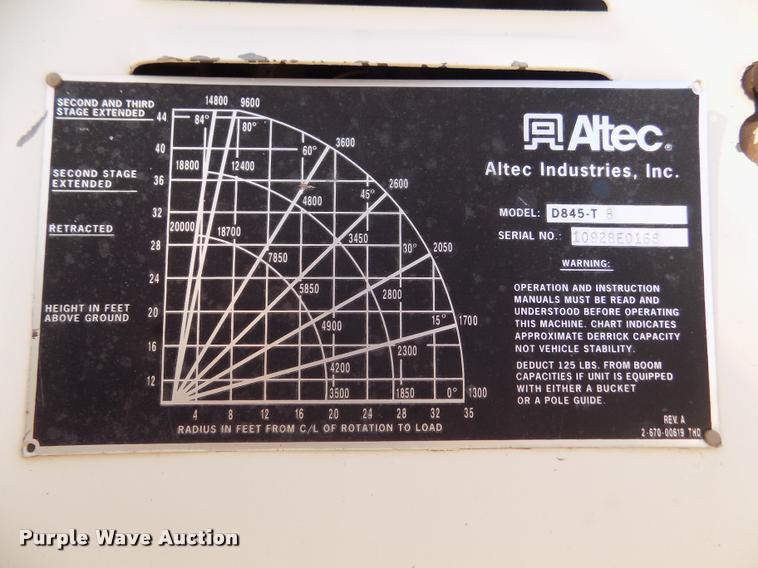 SECOND AND THIRD
STAGE EXTENDED
SECOND STAGE
EXTENDED
RETRACTED
HEIGHT IN FEET
ABOVE GROUND
14800 9600
44 84° 80° 3600
40 60°
18800 12400
36 45° 2600
4800
32
20000 18700 3450 30° 2050
28 7850
24 5850 2800
20 4900 15° 1700
16 2300
4200
12 3500 1850 0° 1300
4 8 12 16 20 24 28 32 35
RADIUS IN FEET FROM C/L OF ROTATION TO LOAD
Altec®
Altec Industries, Inc.
MODEL: D845-T B
SERIAL NO.:
WARNING:
OPERATION AND INSTRUCTION
MANUALS MUST BE READ AND
UNDERSTOOD BEFORE OPERATING
THIS MACHINE. CHART INDICATES
APPROXIMATE DERRICK CAPACITY
NOT VEHICLE STABILITY.
DEDUCT 125 LBS. FROM BOOM
CAPACITIES IF UNIT IS EQUIPPED
WITH EITHER A BUCKET
OR A POLE GUIDE.
REV. A
2-670-00619 THD
Purple Wave Auction